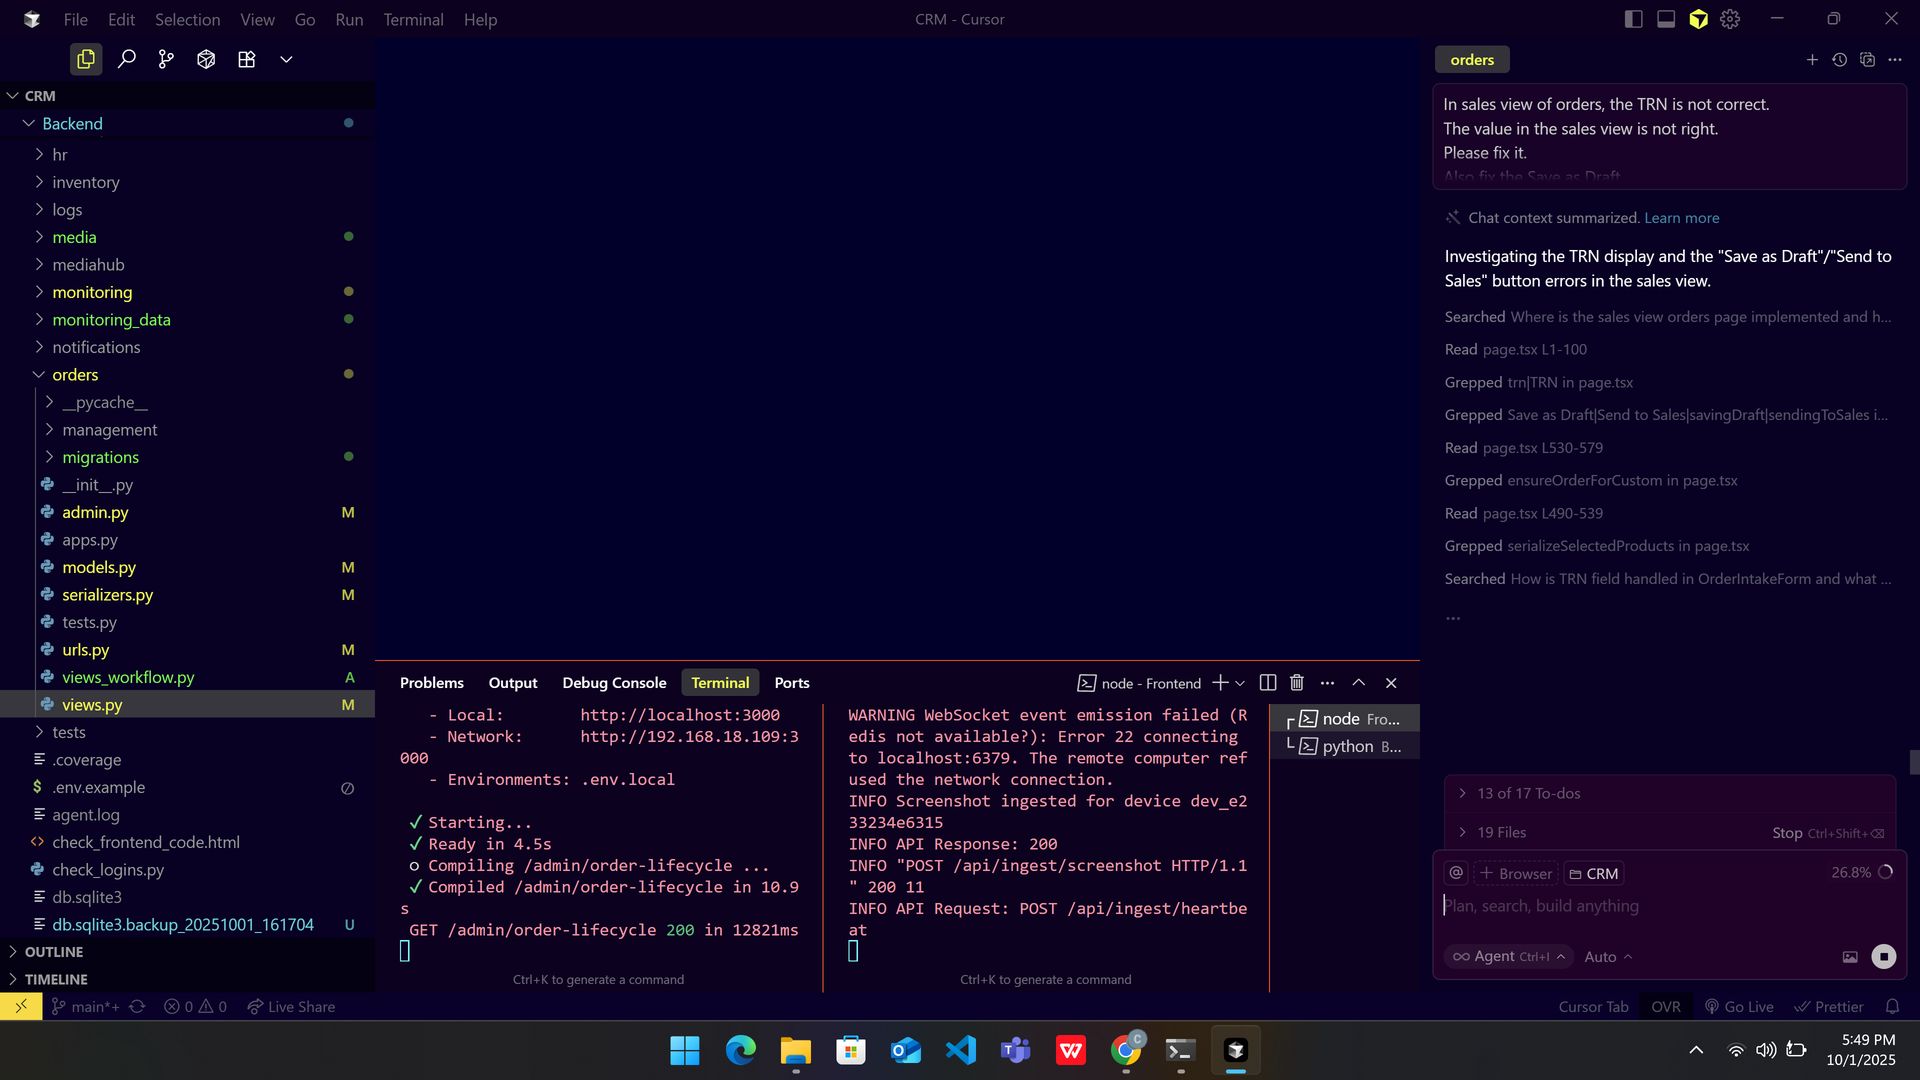 File Edit Selection View Go Run Terminal Help
CRM - Cursor
CRM
Backend
hr
inventory
logs
media
mediahub
monitoring
monitoring_data
notifications
orders
__pycache__
management
migrations
__init__.py
admin.py M
apps.py
models.py M
serializers.py M
tests.py
urls.py M
views_workflow.py A
views.py M
tests
.coverage
.env.example
agent.log
check_frontend_code.html
check_logins.py
db.sqlite3
db.sqlite3.backup_20251001_161704 U
OUTLINE
TIMELINE
Problems Output Debug Console Terminal Ports
node - Frontend
- Local: http://localhost:3000
- Network: http://192.168.18.109:3
000
- Environments: .env.local
✓ Starting...
✓ Ready in 4.5s
○ Compiling /admin/order-lifecycle ...
✓ Compiled /admin/order-lifecycle in 10.9
s
GET /admin/order-lifecycle 200 in 12821ms
Ctrl+K to generate a command
WARNING WebSocket event emission failed (R
edis not available?): Error 22 connecting
to localhost:6379. The remote computer ref
used the network connection.
INFO Screenshot ingested for device dev_e2
33234e6315
INFO API Response: 200
INFO "POST /api/ingest/screenshot HTTP/1.1
" 200 11
INFO API Request: POST /api/ingest/heartbe
at
Ctrl+K to generate a command
node Fro...
python B...
orders
In sales view of orders, the TRN is not correct.
The value in the sales view is not right.
Please fix it.
Also fix the Save as Draft
Chat context summarized. Learn more
Investigating the TRN display and the "Save as Draft"/"Send to
Sales" button errors in the sales view.
Searched Where is the sales view orders page implemented and h...
Read page.tsx L1-100
Grepped trn|TRN in page.tsx
Grepped Save as Draft|Send to Sales|savingDraft|sendingToSales i...
Read page.tsx L530-579
Grepped ensureOrderForCustom in page.tsx
Read page.tsx L490-539
Grepped serializeSelectedProducts in page.tsx
Searched How is TRN field handled in OrderIntakeForm and what ...
...
13 of 17 To-dos
19 Files Stop Ctrl+Shift+⌫
@ + Browser CRM 26.8%
Plan, search, build anything
∞ Agent Ctrl+I Auto
main*+ 0 0 Live Share
Cursor Tab OVR Go Live Prettier
5:49 PM
10/1/2025